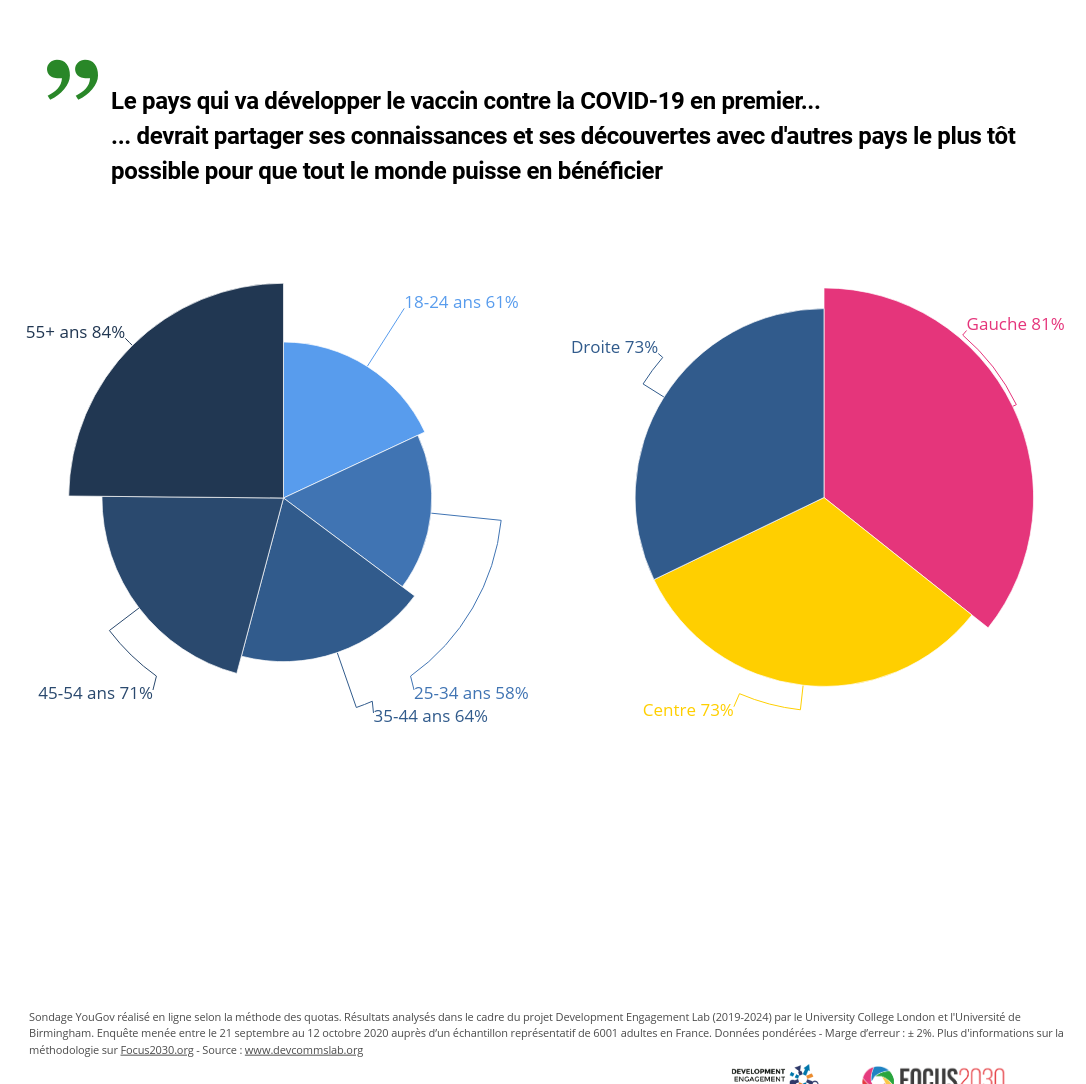 Le pays qui va développer le vaccin contre la COVID-19 en premier...
... devrait partager ses connaissances et ses découvertes avec d'autres pays le plus tôt
possible pour que tout le monde puisse en bénéficier
55+ ans 84%
18-24 ans 61%
45-54 ans 71%
25-34 ans 58%
35-44 ans 64%
Droite 73%
Gauche 81%
Centre 73%
Sondage YouGov réalisé en ligne selon la méthode des quotas. Résultats analysés dans le cadre du projet Development Engagement Lab (2019-2024) par le University College London et l'Université de
Birmingham. Enquête menée entre le 21 septembre au 12 octobre 2020 auprès d’un échantillon représentatif de 6001 adultes en France. Données pondérées - Marge d’erreur : ± 2%. Plus d'informations sur la
méthodologie sur Focus2030.org - Source : www.devcommslab.org
DEVELOPMENT
ENGAGEMENT
FOCUS2030